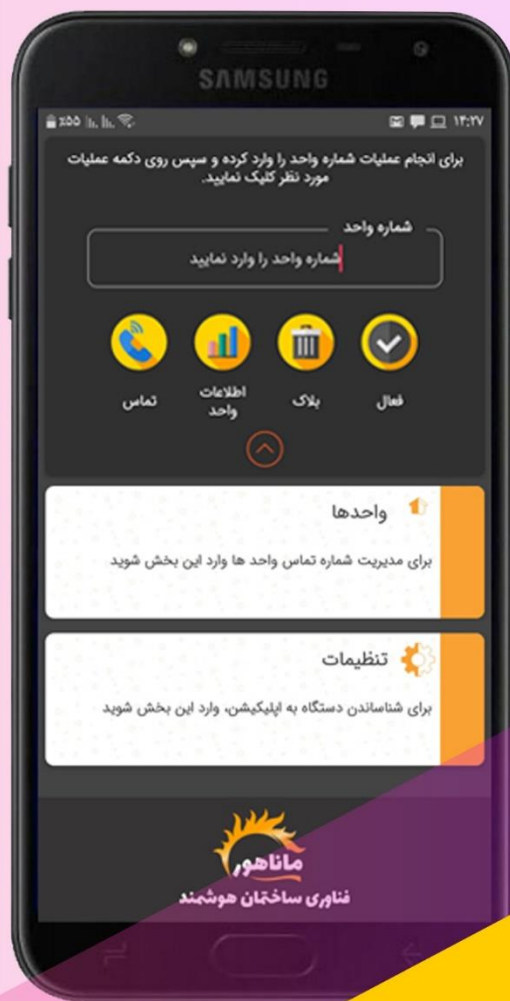 SAMSUNG
٪۵۵
۱۴:۲۷
برای انجام عملیات شماره واحد را وارد کرده و سپس روی دکمه عملیات
مورد نظر کلیک نمایید.
شماره واحد
شماره واحد را وارد نمایید
فعال
بلاک
اطلاعات
واحد
تماس
واحدها
برای مدیریت شماره تماس واحد ها وارد این بخش شوید
تنظیمات
برای شناساندن دستگاه به اپلیکیشن، وارد این بخش شوید
ماناهور
فناوری ساختمان هوشمند